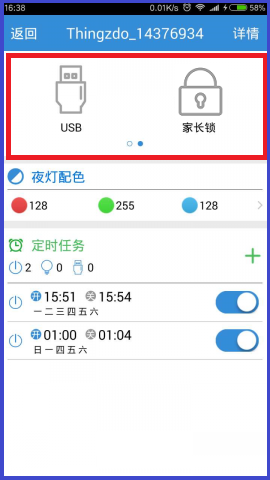 16:38 0.01K/s 58%
返回 Thingzdo_14376934 详情
USB 家长锁
夜灯配色
128 255 128
定时任务
2 0 0
开 15:51 关 15:54
一 二 三 四 五 六
开 01:00 关 01:04
日 一 四 五 六